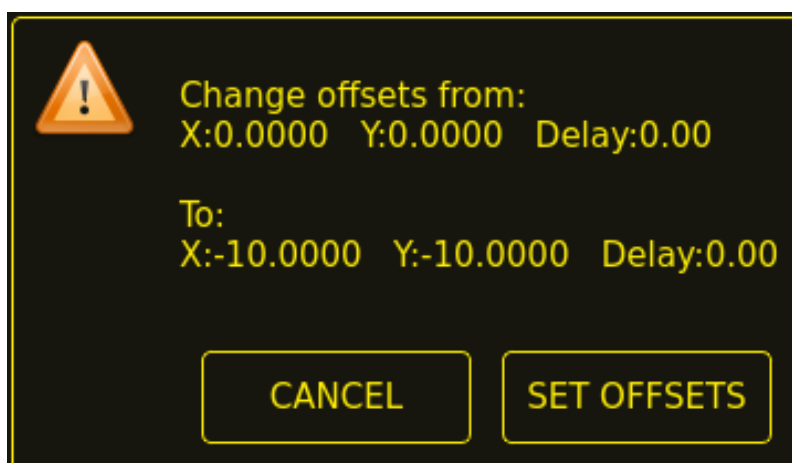 Change offsets from:
X:0.0000 Y:0.0000 Delay:0.00
To:
X:-10.0000 Y:-10.0000 Delay:0.00
CANCEL SET OFFSETS